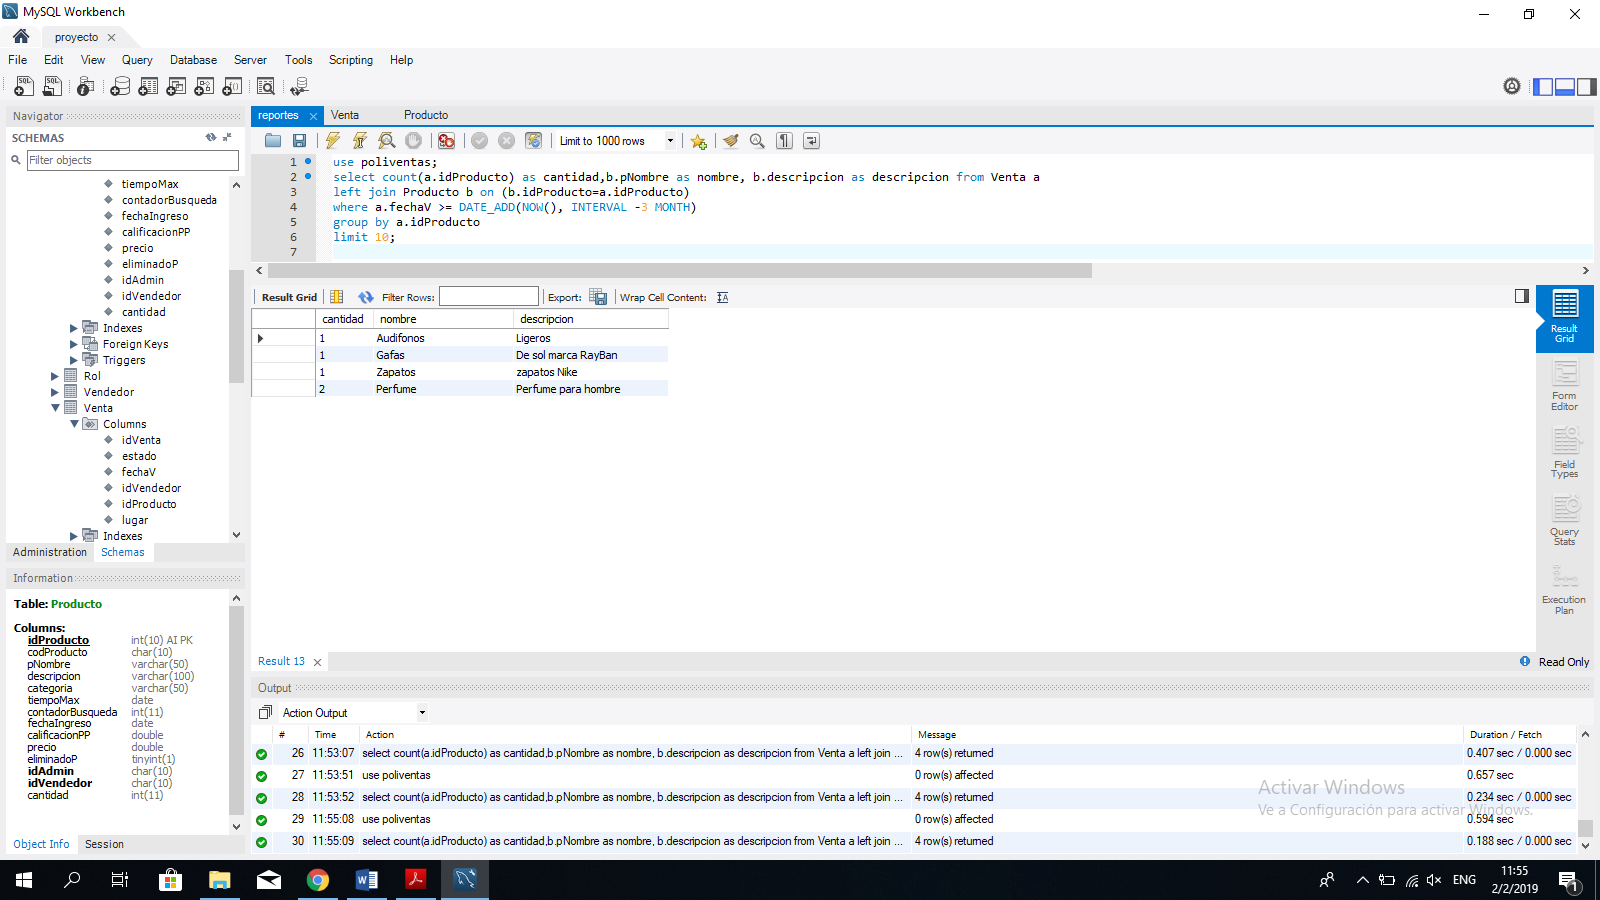 MySQL Workbench
proyecto
File Edit View Query Database Server Tools Scripting Help
Navigator
SCHEMAS
Filter objects
tiempoMax
contadorBusqueda
fechaIngreso
calificacionPP
precio
eliminadoP
idAdmin
idVendedor
cantidad
Indexes
Foreign Keys
Triggers
Rol
Vendedor
Venta
Columns
idVenta
estado
fechaV
idVendedor
idProducto
lugar
Indexes
Administration Schemas
Information
Table: Producto
Columns:
idProducto int(10) AI PK
codProducto char(10)
pNombre varchar(50)
descripcion varchar(100)
categoria varchar(50)
tiempoMax date
contadorBusqueda int(11)
fechaIngreso date
calificacionPP double
precio double
eliminadoP tinyint(1)
idAdmin char(10)
idVendedor char(10)
cantidad int(11)
Object Info Session
reportes Venta Producto
Limit to 1000 rows
1 use poliventas;
2 select count(a.idProducto) as cantidad,b.pNombre as nombre, b.descripcion as descripcion from Venta a
3 left join Producto b on (b.idProducto=a.idProducto)
4 where a.fechaV >= DATE_ADD(NOW(), INTERVAL -3 MONTH)
5 group by a.idProducto
6 limit 10;
7
Result Grid Filter Rows: Export: Wrap Cell Content:
cantidad nombre descripcion
1 Audifonos Ligeros
1 Gafas De sol marca RayBan
1 Zapatos zapatos Nike
2 Perfume Perfume para hombre
Result Grid
Form Editor
Field Types
Query Stats
Execution Plan
Result 13 Read Only
Output
Action Output
# Time Action Message Duration / Fetch
26 11:53:07 select count(a.idProducto) as cantidad,b.pNombre as nombre, b.descripcion as descripcion from Venta a left join ... 4 row(s) returned 0.407 sec / 0.000 sec
27 11:53:51 use poliventas 0 row(s) affected 0.657 sec
28 11:53:52 select count(a.idProducto) as cantidad,b.pNombre as nombre, b.descripcion as descripcion from Venta a left join ... 4 row(s) returned 0.234 sec / 0.000 sec
29 11:55:08 use poliventas 0 row(s) affected 0.594 sec
30 11:55:09 select count(a.idProducto) as cantidad,b.pNombre as nombre, b.descripcion as descripcion from Venta a left join ... 4 row(s) returned 0.188 sec / 0.000 sec
Activar Windows
Ve a Configuración para activar Windows.
ENG
11:55
2/2/2019
1